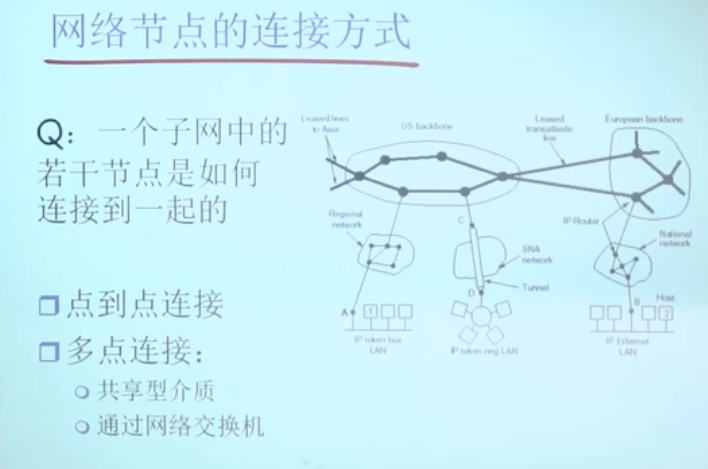 网络节点的连接方式
Q：一个子网中的
若干节点是如何
连接到一起的
点到点连接
多点连接：
共享型介质
通过网络交换机
Leased lines
to Asia
US backbone
Leased
transatlantic
line
European backbone
Regional
network
C
SNA
network
IP Router
National
network
Tunnel
D
A
1
B
Host
2
IP token bus
LAN
IP token ring LAN
IP Ethernet
LAN